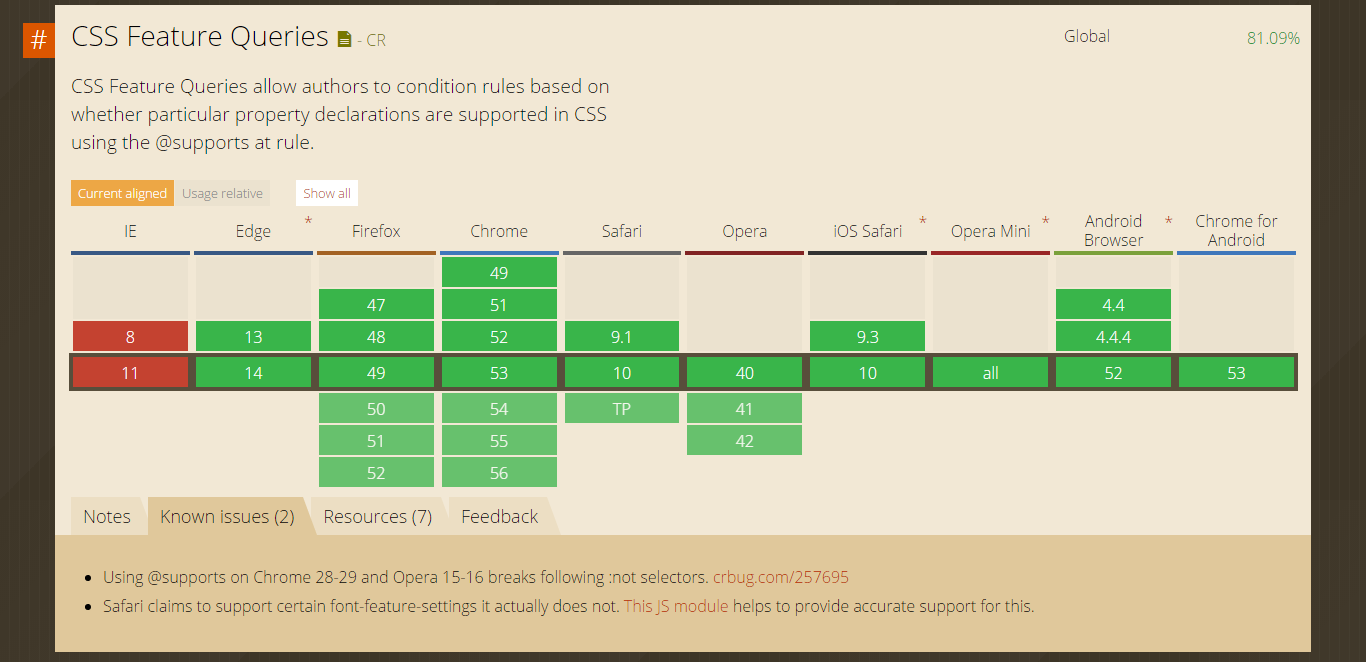 #
CSS Feature Queries - CR
Global 81.09%
CSS Feature Queries allow authors to condition rules based on
whether particular property declarations are supported in CSS
using the @supports at rule.
Current aligned Usage relative Show all
IE Edge * Firefox Chrome Safari Opera iOS Safari * Opera Mini * Android Browser * Chrome for Android
49
47 51 4.4
8 13 48 52 9.1 9.3 4.4.4
11 14 49 53 10 40 10 all 52 53
50 54 TP 41
51 55 42
52 56
Notes Known issues (2) Resources (7) Feedback
• Using @supports on Chrome 28-29 and Opera 15-16 breaks following :not selectors. crbug.com/257695
• Safari claims to support certain font-feature-settings it actually does not. This JS module helps to provide accurate support for this.